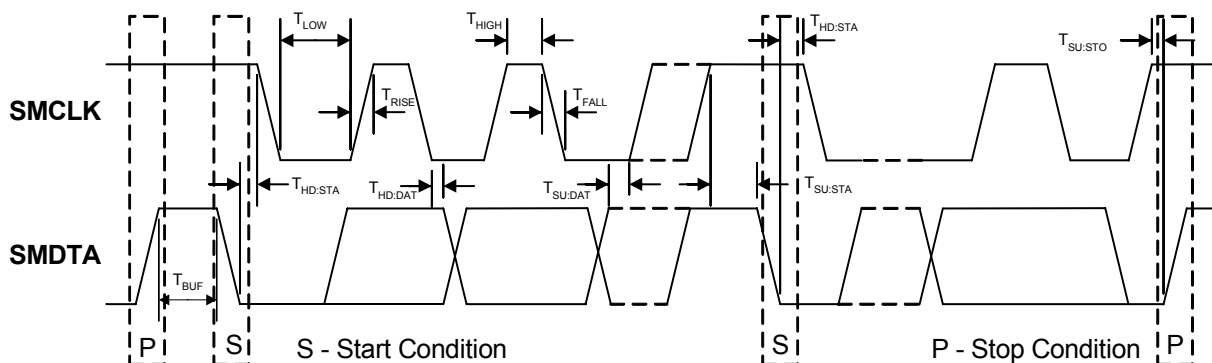 T_LOW T_HIGH T_HD:STA T_SU:STO
SMCLK T_RISE T_FALL
T_HD:STA T_HD:DAT T_SU:DAT T_SU:STA
SMDTA
T_BUF
P S S - Start Condition S P - Stop Condition P